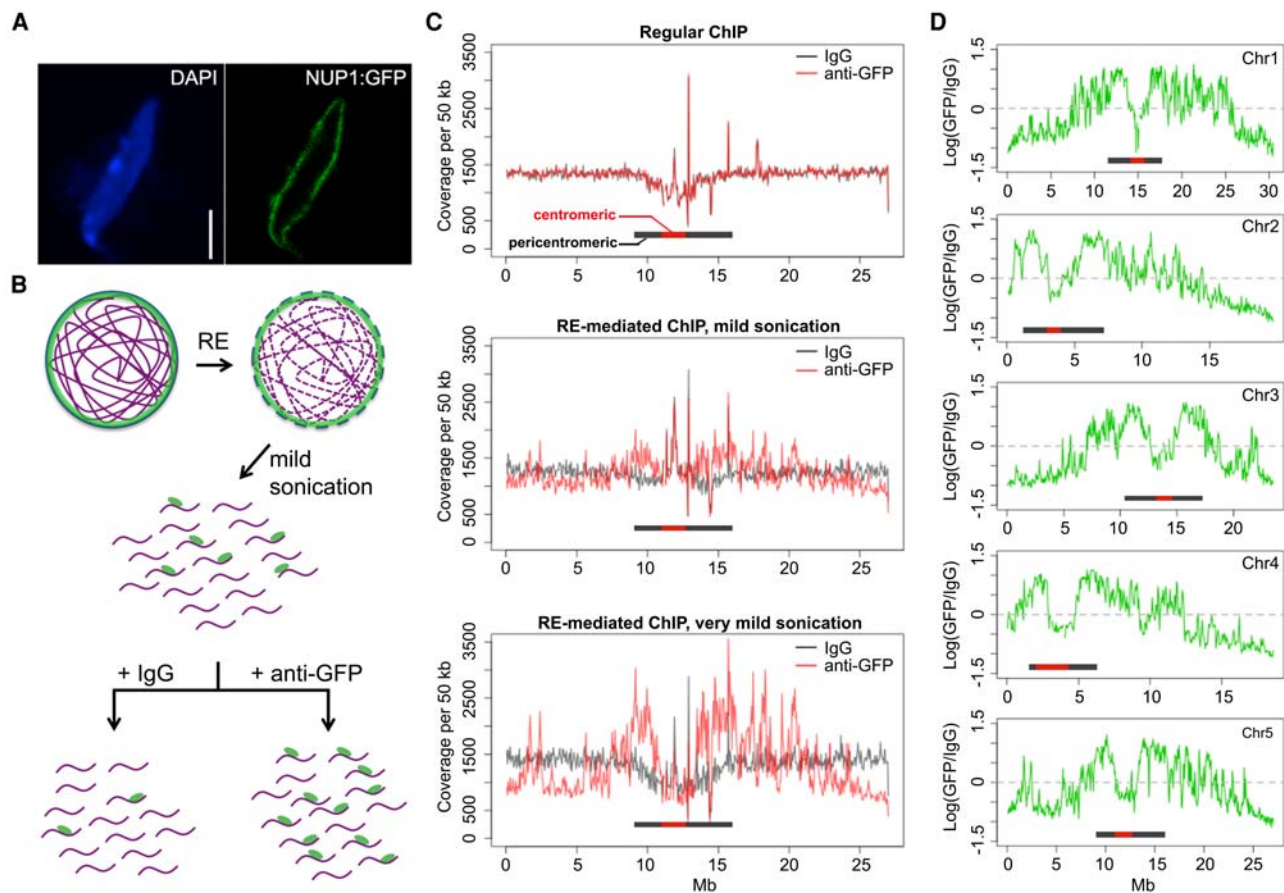 A
DAPI
NUP1:GFP
B
RE
mild
sonication
+ IgG
+ anti-GFP
C
Regular ChIP
Coverage per 50 kb
0 500 1500 2500 3500
IgG
anti-GFP
centromeric
pericentromeric
0 5 10 15 20 25
RE-mediated ChIP, mild sonication
Coverage per 50 kb
0 500 1500 2500 3500
IgG
anti-GFP
0 5 10 15 20 25
RE-mediated ChIP, very mild sonication
Coverage per 50 kb
0 500 1500 2500 3500
IgG
anti-GFP
0 5 10 15 20 25
Mb
D
Chr1
Log(GFP/IgG)
-1.5 0 1.5
0 5 10 15 20 25 30
Chr2
Log(GFP/IgG)
-1.5 0 1.5
0 5 10 15
Chr3
Log(GFP/IgG)
-1.5 0 1.5
0 5 10 15 20
Chr4
Log(GFP/IgG)
-1.5 0 1.5
0 5 10 15
Chr5
Log(GFP/IgG)
-1.5 0 1.5
0 5 10 15 20 25
Mb